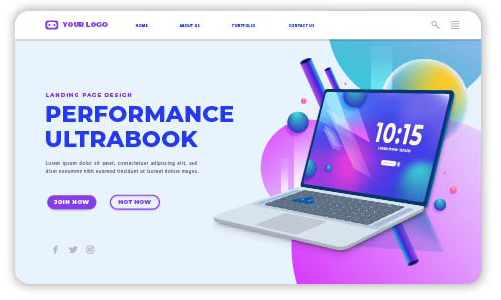 YOUR LOGO
HOME ABOUT US PORTFOLIO CONTACT US
LANDING PAGE DESIGN
PERFORMANCE
ULTRABOOK
Lorem ipsum dolor sit amet, consectetuer adipiscing elit, sed
diam nonummy nibh euismod tincidunt ut laoreet dolore magna.
JOIN NOW NOT NOW
10:15